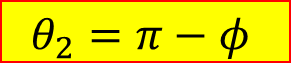 θ₂ = π − ϕ